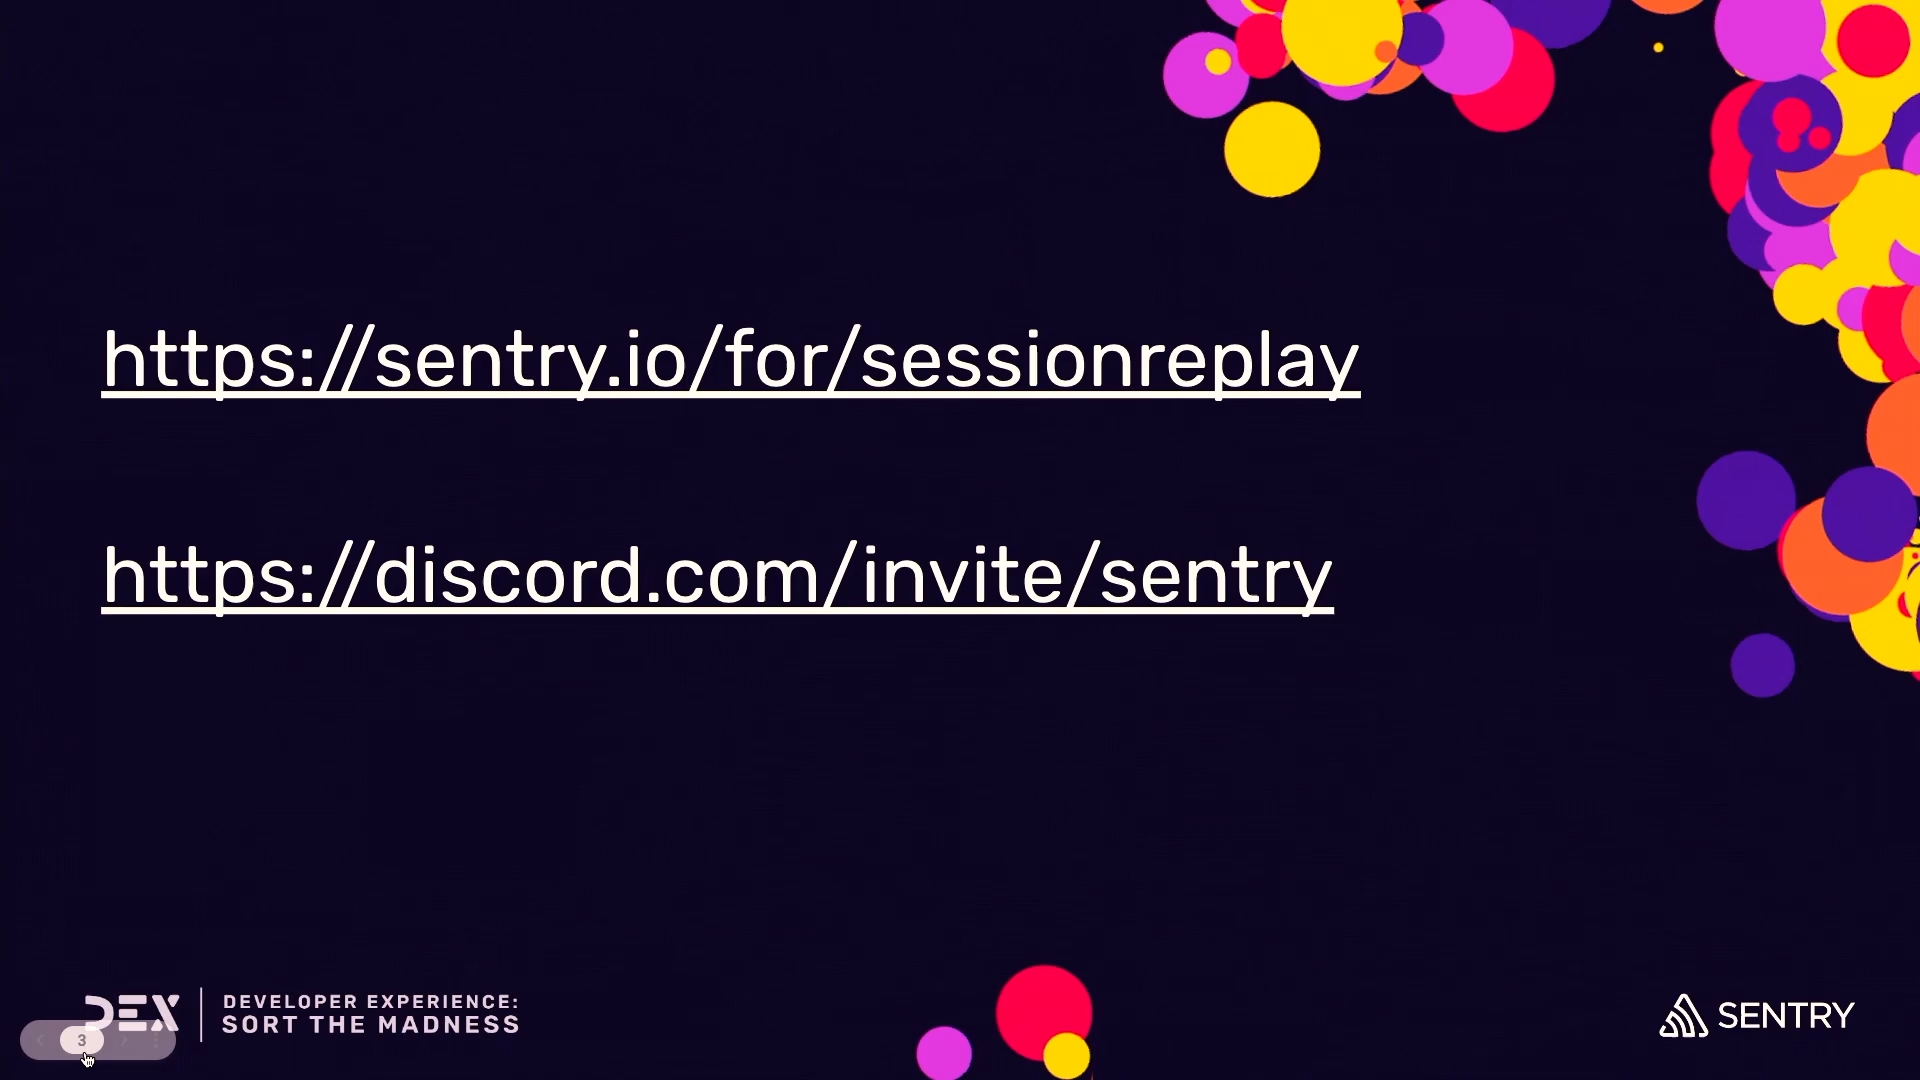 https://sentry.io/for/sessionreplay
https://discord.com/invite/sentry
DEX
DEVELOPER EXPERIENCE:
SORT THE MADNESS
3
SENTRY